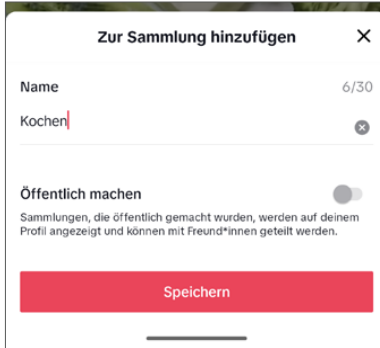 Zur Sammlung hinzufügen
Name
6/30
Kochen
Öffentlich machen
Sammlungen, die öffentlich gemacht wurden, werden auf deinem
Profil angezeigt und können mit Freund*innen geteilt werden.
Speichern